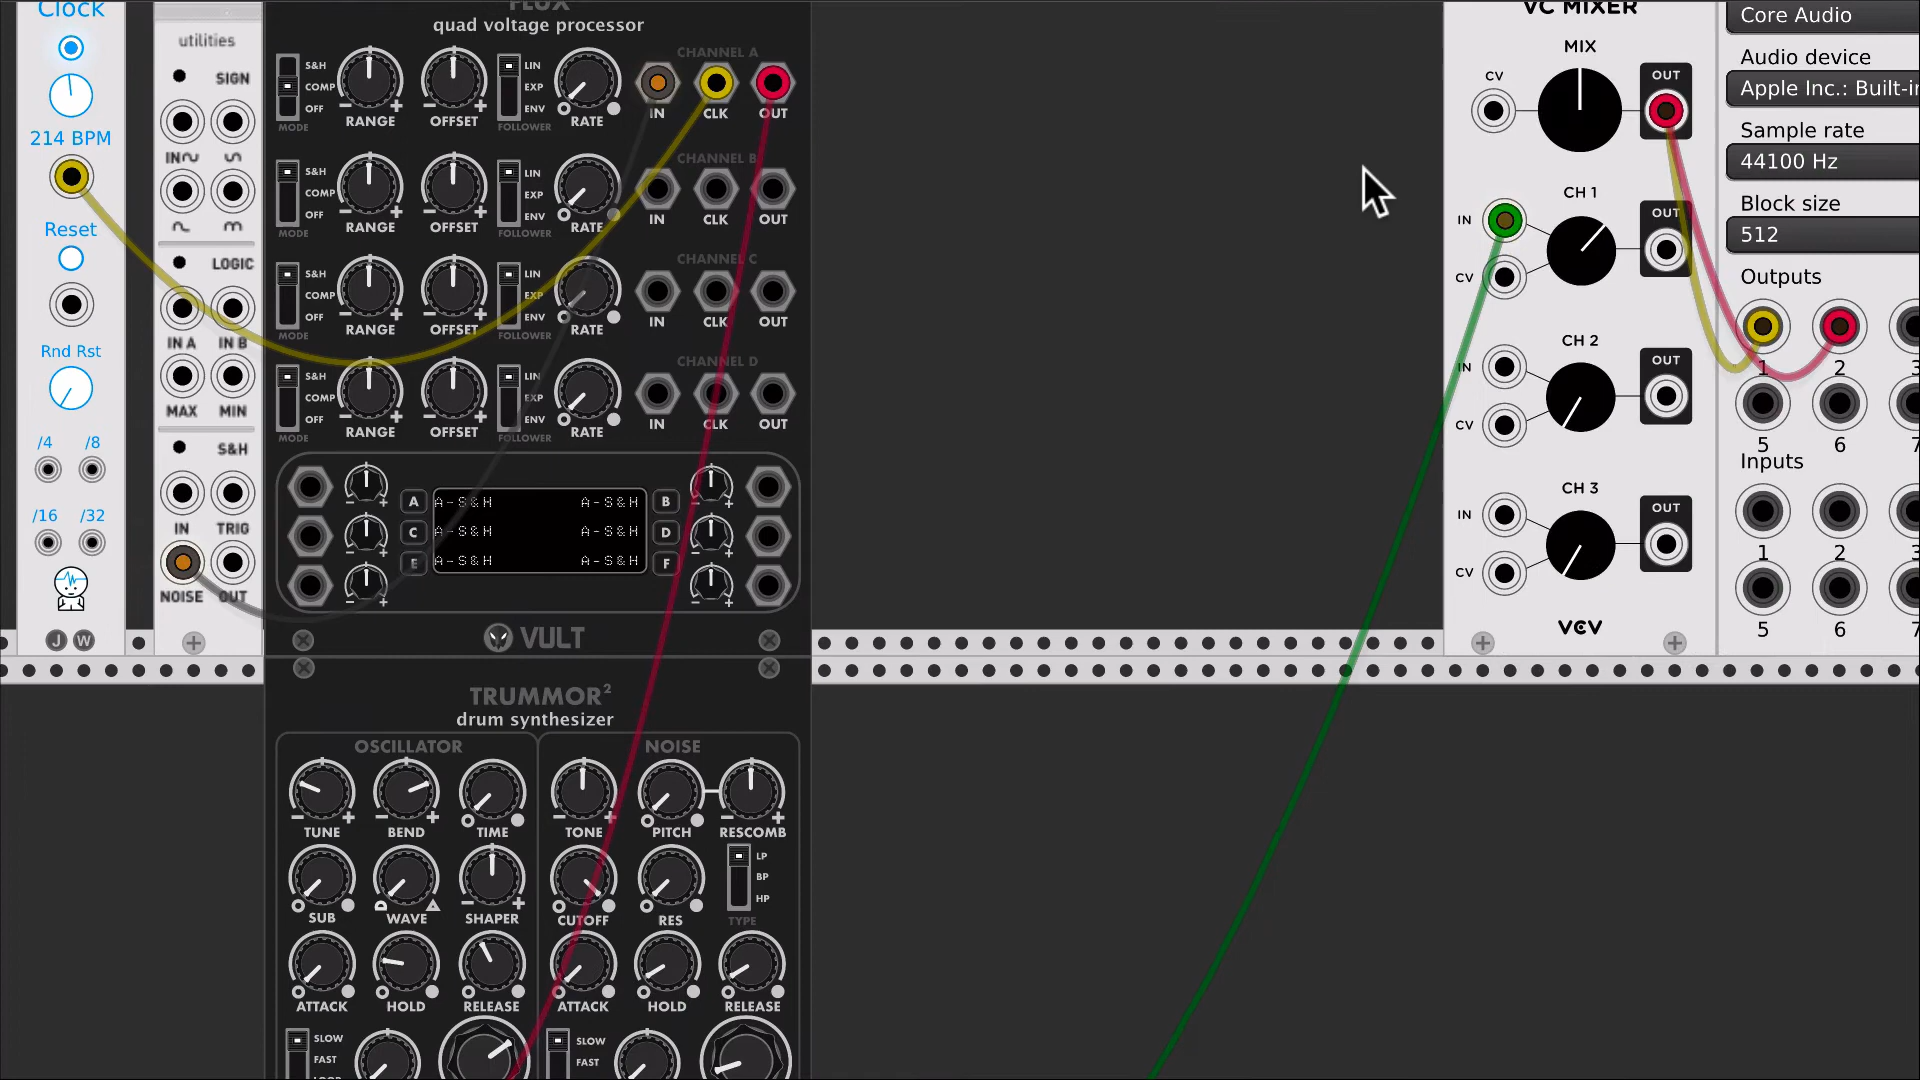 Clock
214 BPM
Reset
Rnd Rst
/4 /8
/16 /32
J W
utilities
SIGN
IN
LOGIC
IN A IN B
MAX MIN
S&H
IN TRIG
NOISE OUT
FLUX
quad voltage processor
CHANNEL A
S&H
COMP
OFF
MODE
RANGE
OFFSET
LIN
EXP
ENV
FOLLOWER
RATE
IN CLK OUT
CHANNEL B
S&H
COMP
OFF
MODE
RANGE
OFFSET
LIN
EXP
ENV
FOLLOWER
RATE
IN CLK OUT
CHANNEL C
S&H
COMP
OFF
MODE
RANGE
OFFSET
LIN
EXP
ENV
FOLLOWER
RATE
IN CLK OUT
CHANNEL D
S&H
COMP
OFF
MODE
RANGE
OFFSET
LIN
EXP
ENV
FOLLOWER
RATE
IN CLK OUT
A A-S&H A-S&H B
C A-S&H A-S&H D
E A-S&H A-S&H F
VULT
TRUMMOR²
drum synthesizer
OSCILLATOR
TUNE BEND TIME
SUB WAVE SHAPER
ATTACK HOLD RELEASE
SLOW
FAST
NOISE
TONE PITCH RESCOMB
CUTOFF RES
LP
BP
HP
TYPE
ATTACK HOLD RELEASE
SLOW
FAST
VC MIXER
MIX
CV
OUT
CH 1
IN
CV
OUT
CH 2
IN
CV
OUT
CH 3
IN
CV
OUT
VCV
Core Audio
Audio device
Apple Inc.: Built-in
Sample rate
44100 Hz
Block size
512
Outputs
1 2 3
5 6 7
Inputs
1 2 3
5 6 7